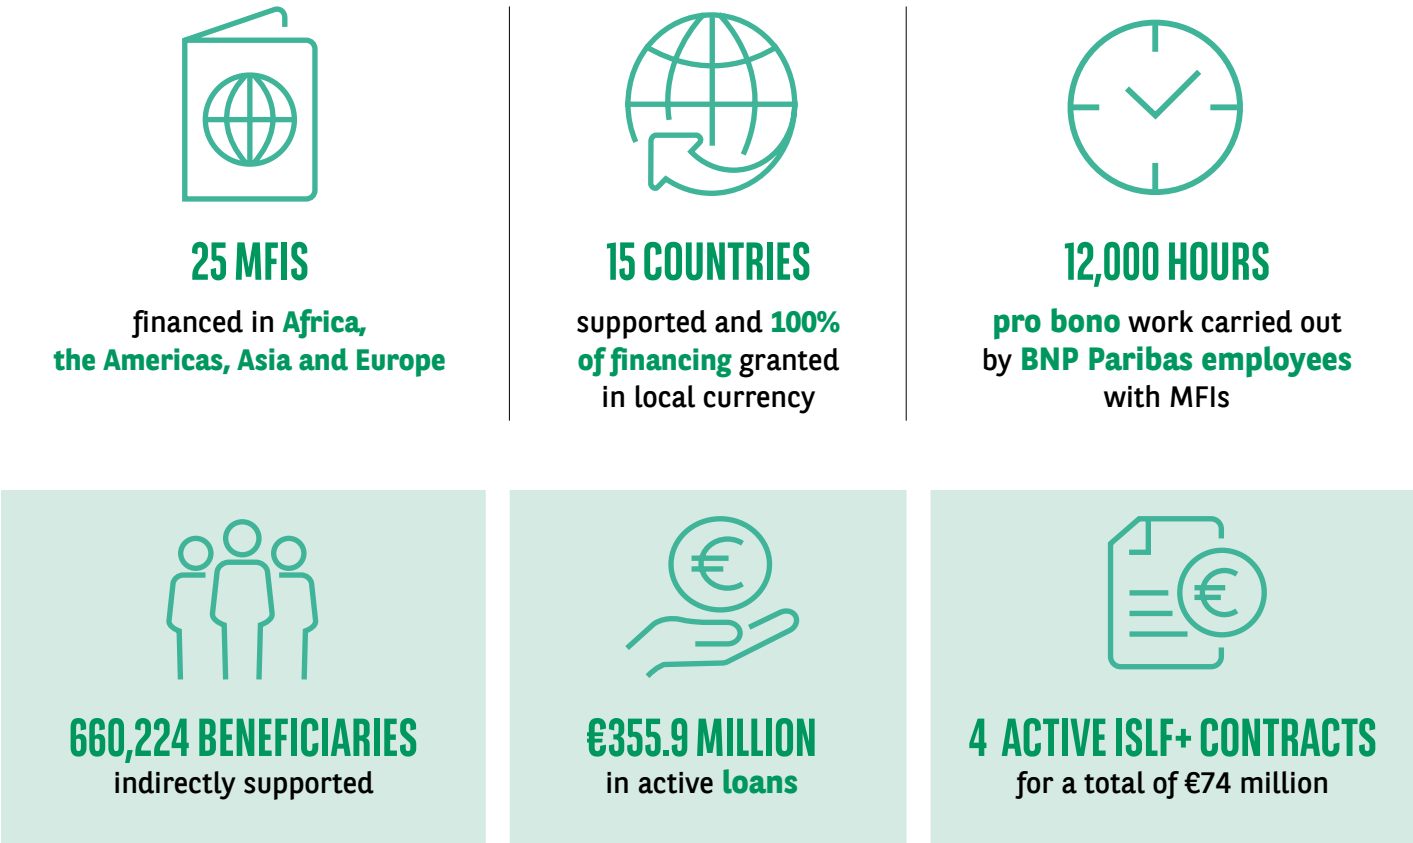 25 MFIS
financed in Africa,
the Americas, Asia and Europe
15 COUNTRIES
supported and 100%
of financing granted
in local currency
12,000 HOURS
pro bono work carried out
by BNP Paribas employees
with MFIs
660,224 BENEFICIARIES
indirectly supported
€355.9 MILLION
in active loans
4 ACTIVE ISLF+ CONTRACTS
for a total of €74 million